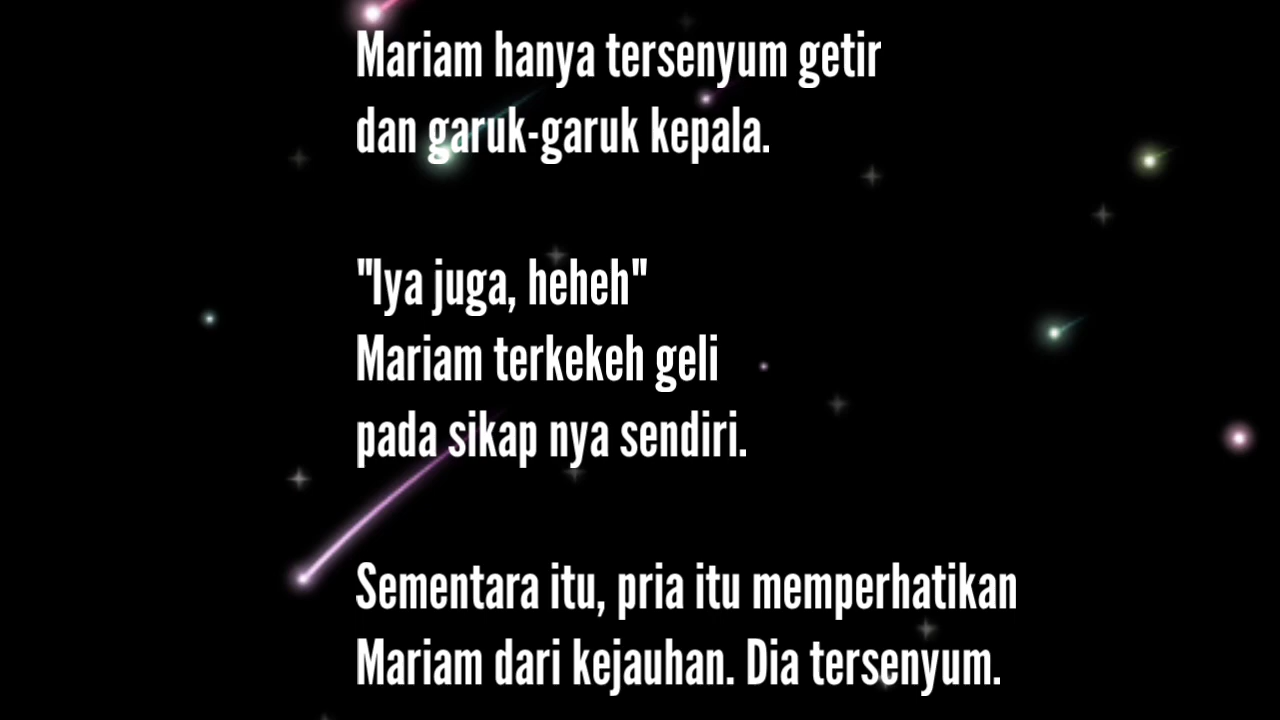 Mariam hanya tersenyum getir
dan garuk-garuk kepala.
"Iya juga, heheh"
Mariam terkekeh geli
pada sikap nya sendiri.
Sementara itu, pria itu memperhatikan
Mariam dari kejauhan. Dia tersenyum.